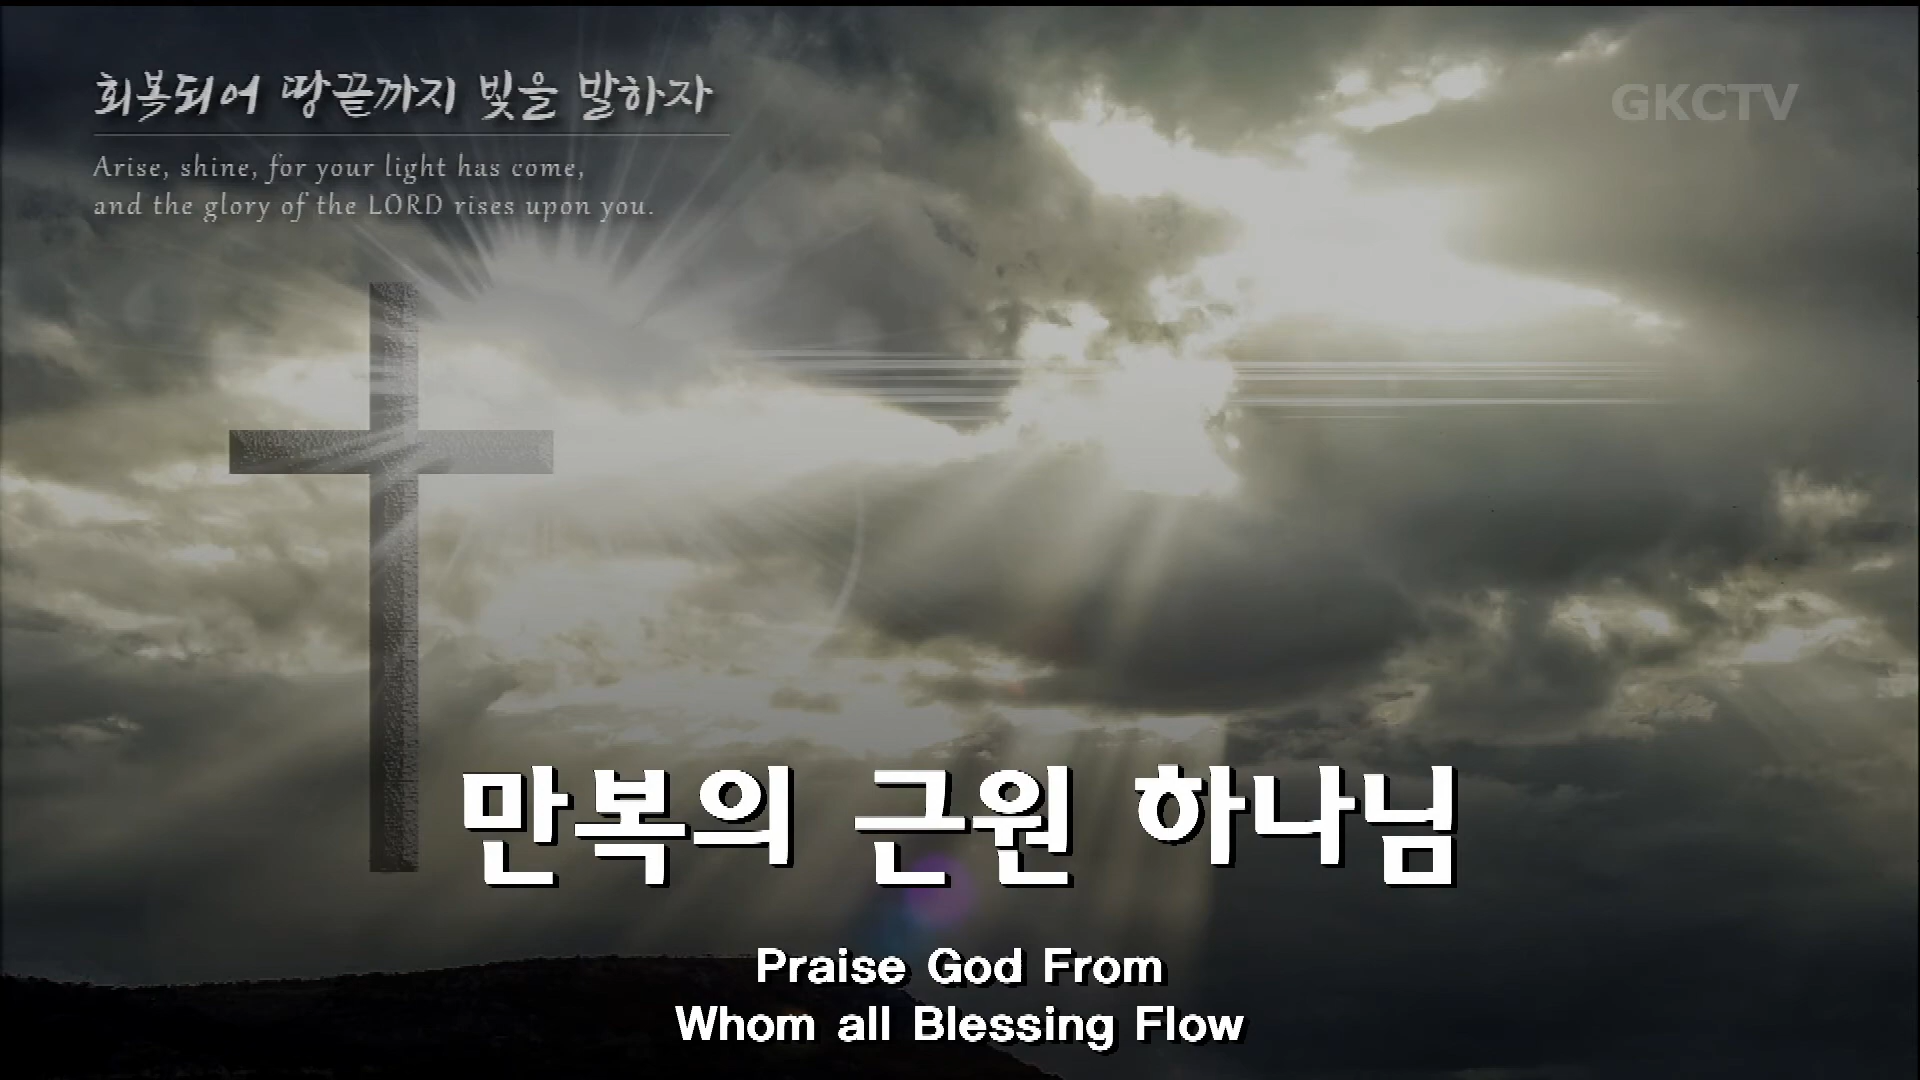 회복되어 땅끝까지 빛을 발하자
GKCTV
Arise, shine, for your light has come,
and the glory of the LORD rises upon you.
만복의 근원 하나님
Praise God From
Whom all Blessing Flow